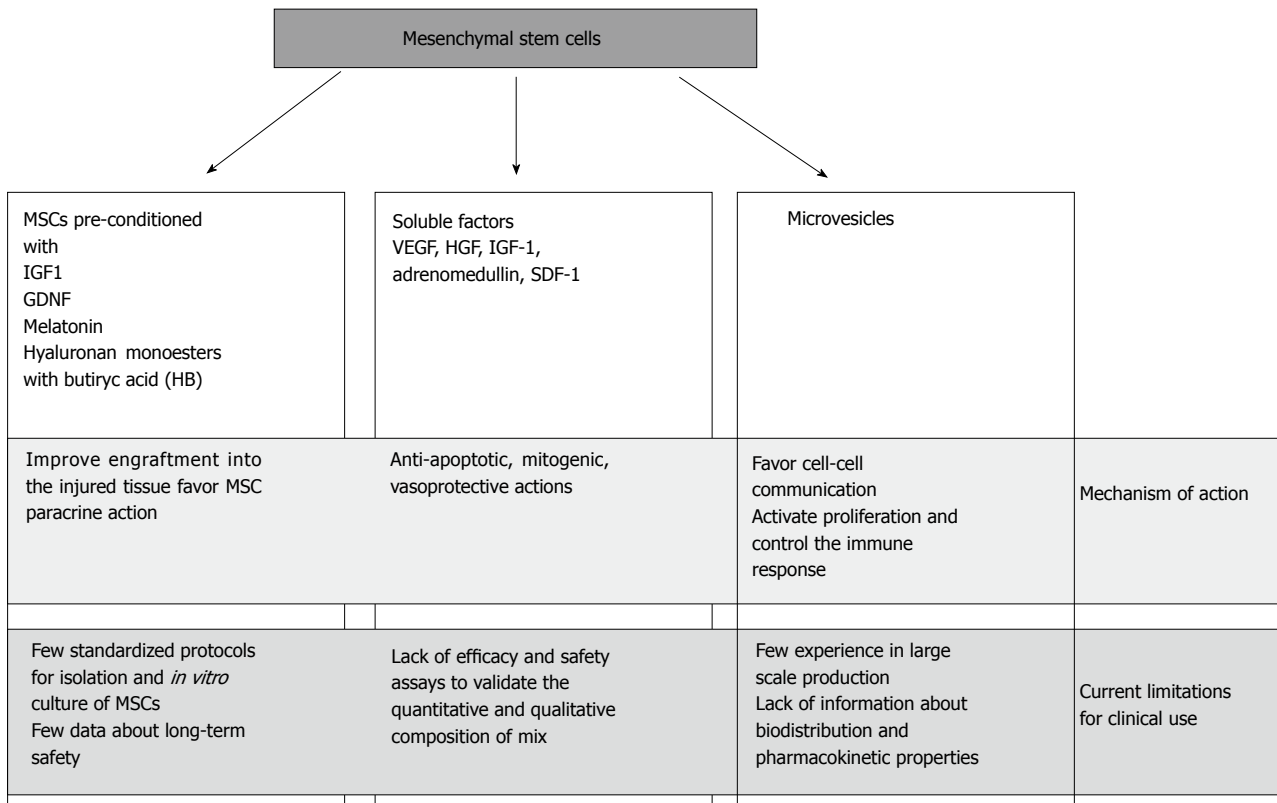 Mesenchymal stem cells
MSCs pre-conditioned
with
IGF1
GDNF
Melatonin
Hyaluronan monoesters
with butiryc acid (HB)
Soluble factors
VEGF, HGF, IGF-1,
adrenomedullin, SDF-1
Microvesicles
Improve engraftment into
the injured tissue favor MSC
paracrine action
Anti-apoptotic, mitogenic,
vasoprotective actions
Favor cell-cell
communication
Activate proliferation and
control the immune
response
Mechanism of action
Few standardized protocols
for isolation and in vitro
culture of MSCs
Few data about long-term
safety
Lack of efficacy and safety
assays to validate the
quantitative and qualitative
composition of mix
Few experience in large
scale production
Lack of information about
biodistribution and
pharmacokinetic properties
Current limitations
for clinical use